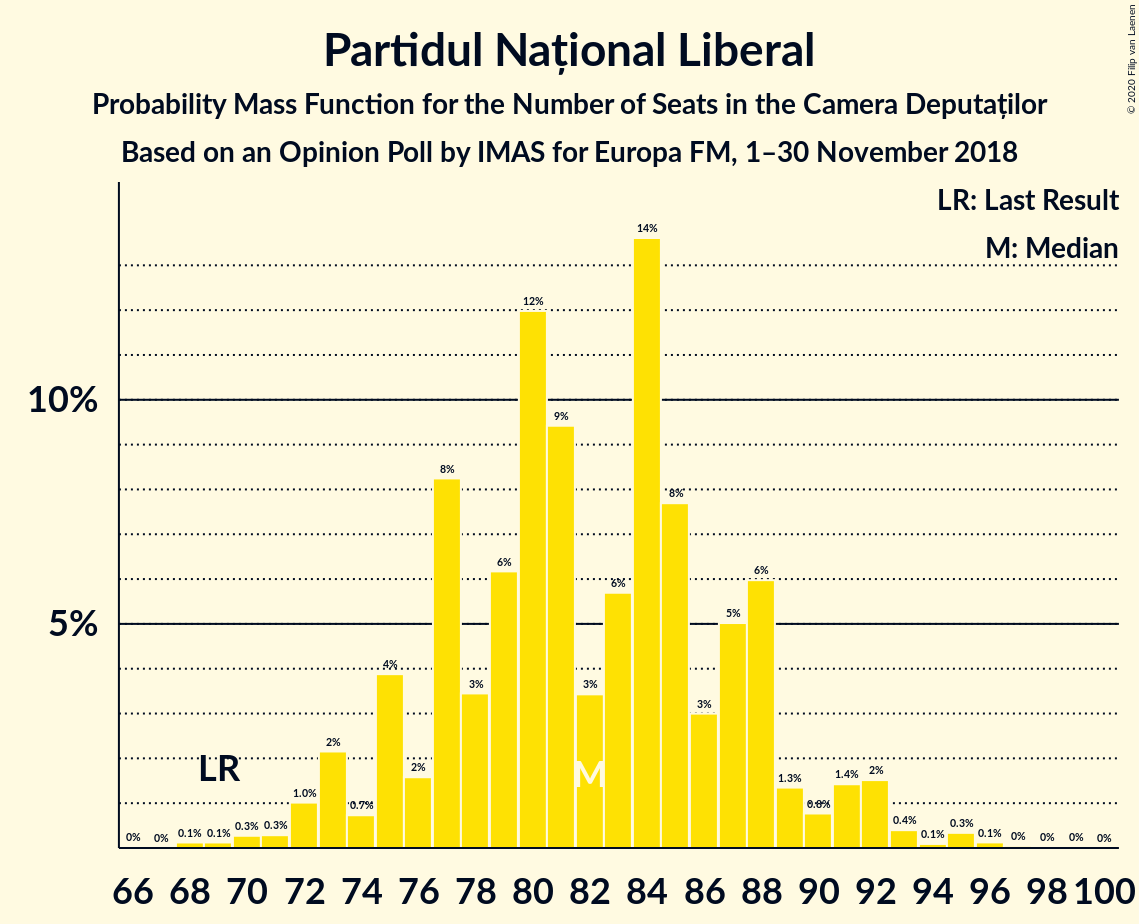 Partidul Național Liberal
Probability Mass Function for the Number of Seats in the Camera Deputaților
Based on an Opinion Poll by IMAS for Europa FM, 1–30 November 2018
© 2020 Filip van Laenen
LR: Last Result
M: Median
10%
5%
0% 0% 0.1% 0.1% 0.3% 0.3% 1.0% 2% 0.7% 4% 2% 8% 3% 6% 12% 9% 3% 6% 14% 8% 3% 5% 6% 1.3% 0.8% 1.4% 2% 0.4% 0.1% 0.3% 0.1% 0% 0% 0% 0%
LR
M
66 68 70 72 74 76 78 80 82 84 86 88 90 92 94 96 98 100